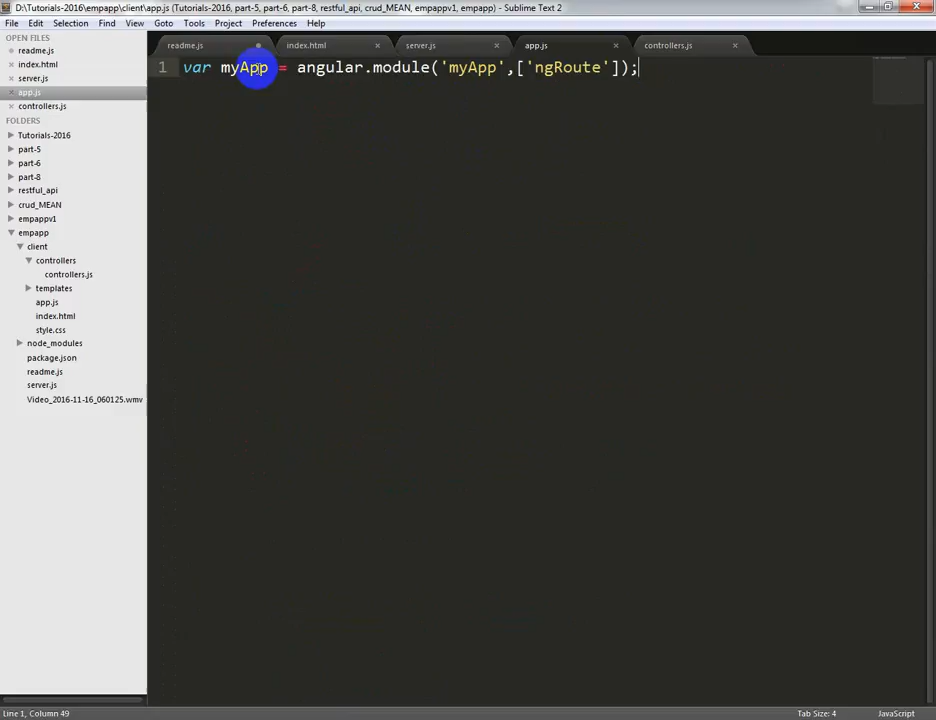 D:\Tutorials-2016\empapp\client\app.js (Tutorials-2016, part-5, part-6, part-8, restful_api, crud_MEAN, empappv1, empapp) - Sublime Text 2
File Edit Selection Find View Goto Tools Project Preferences Help
OPEN FILES
readme.js
index.html
server.js
app.js
controllers.js
FOLDERS
Tutorials-2016
part-5
part-6
part-8
restful_api
crud_MEAN
empappv1
empapp
client
controllers
controllers.js
templates
app.js
index.html
style.css
node_modules
package.json
readme.js
server.js
Video_2016-11-16_060125.wmv
readme.js index.html server.js app.js controllers.js
1 var myApp = angular.module('myApp',['ngRoute']);
Line 1, Column 49 Tab Size: 4 JavaScript